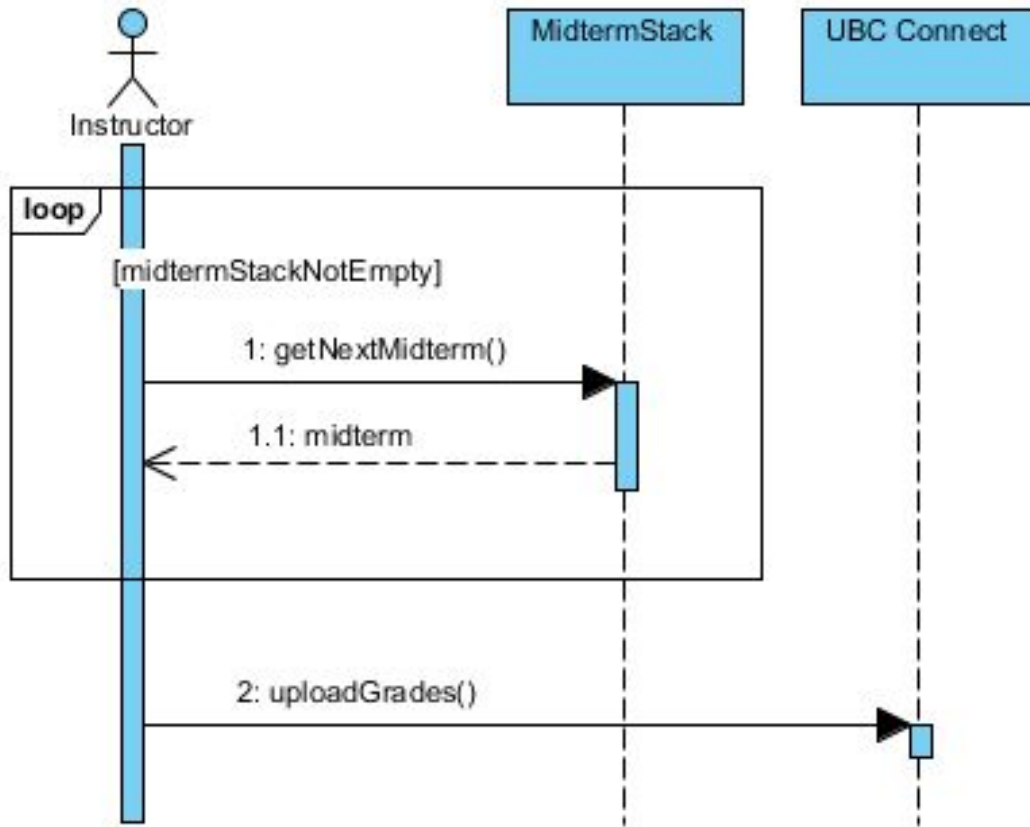 MidtermStack
UBC Connect
Instructor
loop
[midtermStackNotEmpty]
1: getNextMidterm()
1.1: midterm
2: uploadGrades()